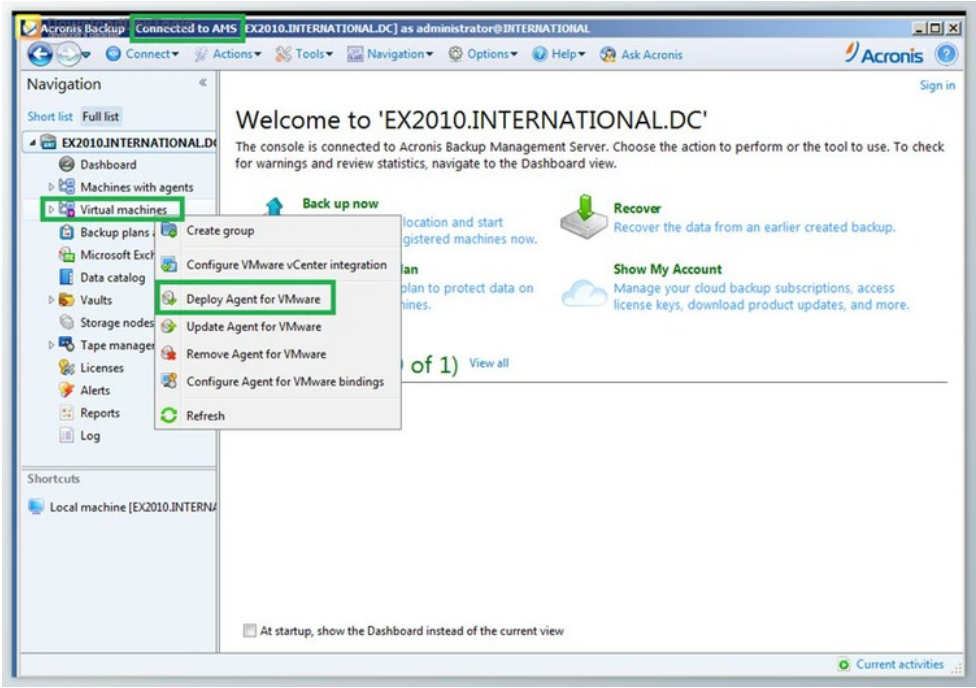 Acronis Backup Connected to AMS [EX2010.INTERNATIONAL.DC] as administrator@INTERNATIONAL
Connect Actions Tools Navigation Options Help Ask Acronis Acronis
Navigation
Sign in
Short list Full list
EX2010.INTERNATIONAL.DC
Dashboard
Machines with agents
Virtual machines
Backup plans
Microsoft Exch
Data catalog
Vaults
Storage nodes
Tape manager
Licenses
Alerts
Reports
Log
Shortcuts
Local machine [EX2010.INTERNA
Create group
Configure VMware vCenter integration
Deploy Agent for VMware
Update Agent for VMware
Remove Agent for VMware
Configure Agent for VMware bindings
Refresh
Welcome to 'EX2010.INTERNATIONAL.DC'
The console is connected to Acronis Backup Management Server. Choose the action to perform or the tool to use. To check
for warnings and review statistics, navigate to the Dashboard view.
Back up now
location and start
gistered machines now.
Recover
Recover the data from an earlier created backup.
lan
plan to protect data on
hines.
Show My Account
Manage your cloud backup subscriptions, access
license keys, download product updates, and more.
of 1) View all
At startup, show the Dashboard instead of the current view
Current activities